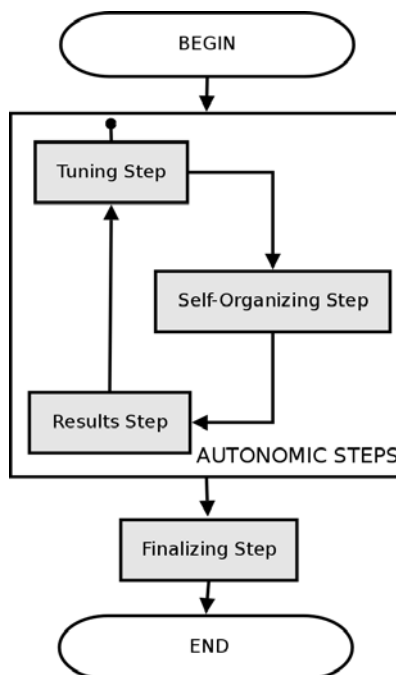 BEGIN
Tuning Step
Self-Organizing Step
Results Step
AUTONOMIC STEPS
Finalizing Step
END